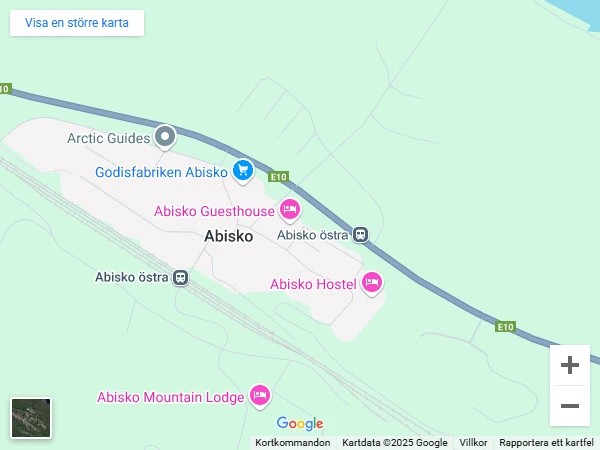 Visa en större karta
E10
Arctic Guides
Godisfabriken Abisko
E10
Abisko Guesthouse
Abisko
Abisko östra
Abisko östra
Abisko Hostel
E10
Abisko Mountain Lodge
Google
Kortkommandon Kartdata ©2025 Google Villkor Rapportera ett kartfel